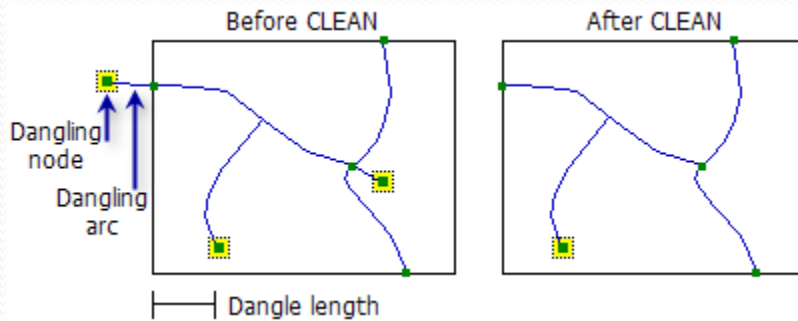 Before CLEAN
After CLEAN
Dangling
node
Dangling
arc
Dangle length